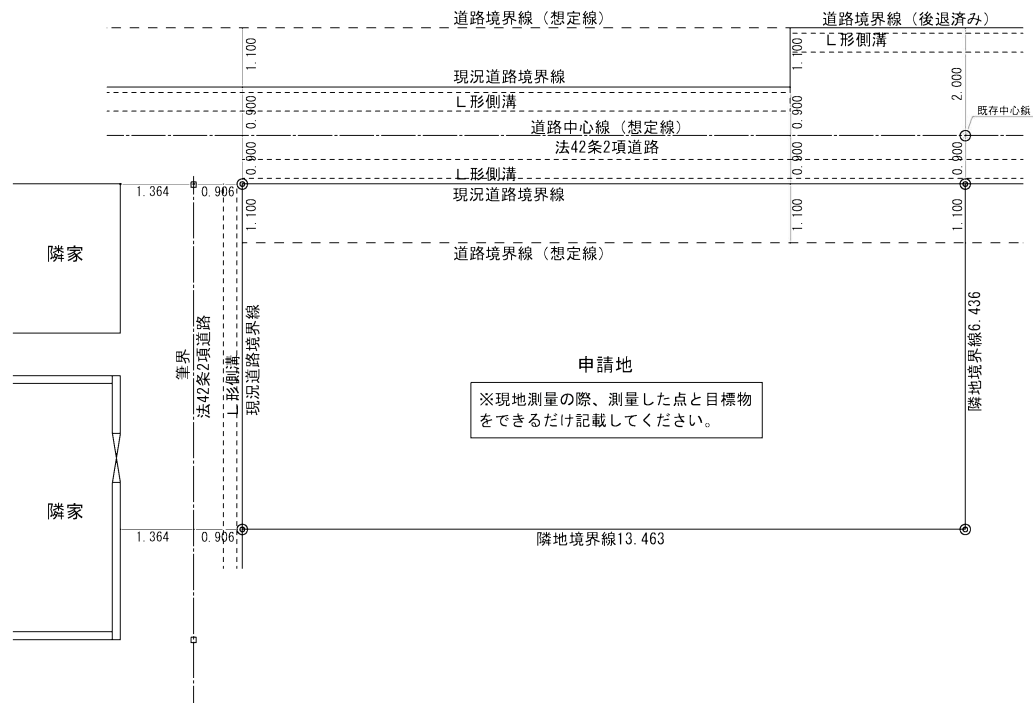 道路境界線（想定線）
道路境界線（後退済み）
L形側溝
1.100
1.100
2.000
現況道路境界線
L形側溝
0.900
0.900
既存中心鋲
道路中心線（想定線）
法42条2項道路
0.900
0.900
0.900
L形側溝
現況道路境界線
1.364
0.906
1.100
1.100
1.100
道路境界線（想定線）
隣家
筆界
法42条2項道路
L形側溝
現況道路境界線
隣地境界線6.436
申請地
※現地測量の際、測量した点と目標物
をできるだけ記載してください。
隣家
1.364
0.906
隣地境界線13.463